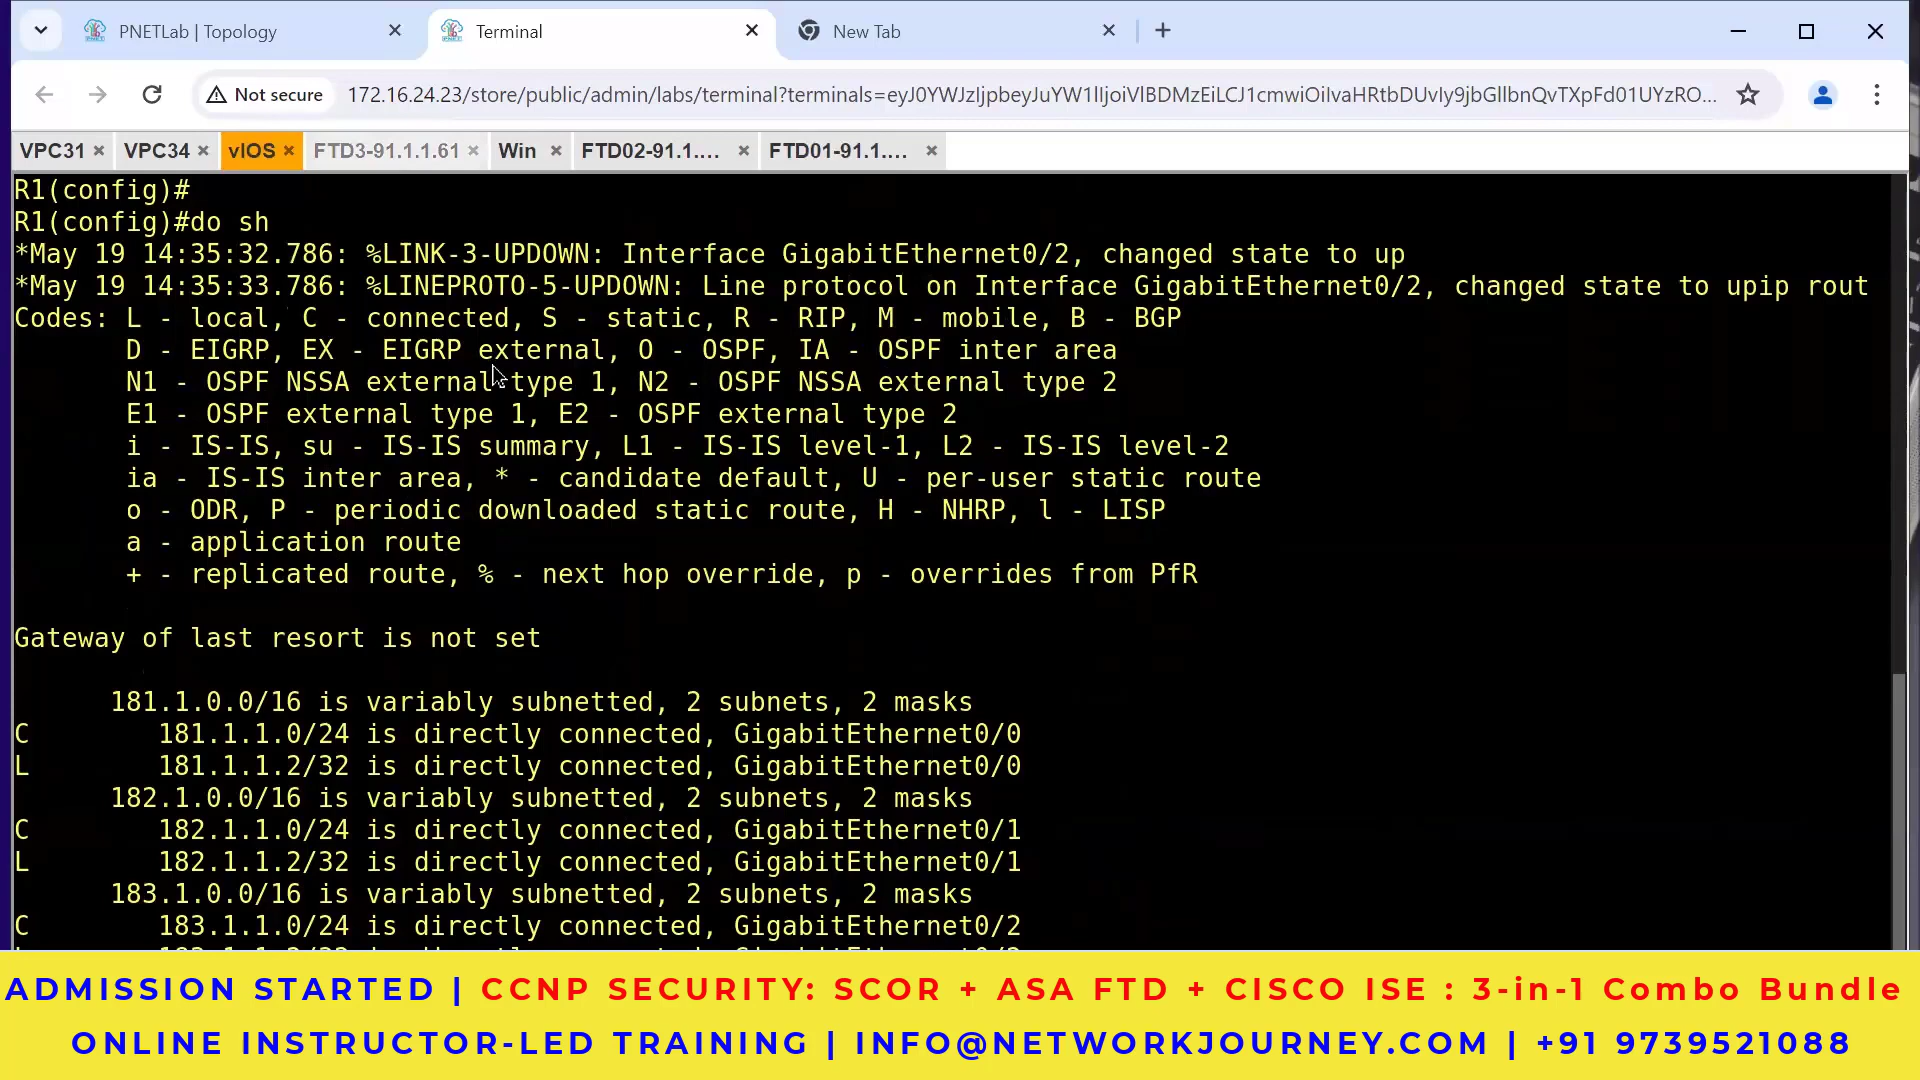 PNETLab | Topology
Terminal
New Tab
Not secure
172.16.24.23/store/public/admin/labs/terminal?terminals=
VPC31
VPC34
vIOS
FTD3-91.1.1.61
Win
FTD02-91.1....
FTD01-91.1....
R1(config)#
R1(config)#do sh
*May 19 14:35:32.786: %LINK-3-UPDOWN: Interface GigabitEthernet0/2, changed state to up
*May 19 14:35:33.786: %LINEPROTO-5-UPDOWN: Line protocol on Interface GigabitEthernet0/2, changed state to upip rout
Codes: L - local, C - connected, S - static, R - RIP, M - mobile, B - BGP
D - EIGRP, EX - EIGRP external, O - OSPF, IA - OSPF inter area
N1 - OSPF NSSA external type 1, N2 - OSPF NSSA external type 2
E1 - OSPF external type 1, E2 - OSPF external type 2
i - IS-IS, su - IS-IS summary, L1 - IS-IS level-1, L2 - IS-IS level-2
ia - IS-IS inter area, * - candidate default, U - per-user static route
o - ODR, P - periodic downloaded static route, H - NHRP, l - LISP
a - application route
+ - replicated route, % - next hop override, p - overrides from PfR
Gateway of last resort is not set
181.1.0.0/16 is variably subnetted, 2 subnets, 2 masks
C 181.1.1.0/24 is directly connected, GigabitEthernet0/0
L 181.1.1.2/32 is directly connected, GigabitEthernet0/0
182.1.0.0/16 is variably subnetted, 2 subnets, 2 masks
C 182.1.1.0/24 is directly connected, GigabitEthernet0/1
L 182.1.1.2/32 is directly connected, GigabitEthernet0/1
183.1.0.0/16 is variably subnetted, 2 subnets, 2 masks
C 183.1.1.0/24 is directly connected, GigabitEthernet0/2
ADMISSION STARTED | CCNP SECURITY: SCOR + ASA FTD + CISCO ISE : 3-in-1 Combo Bundle
ONLINE INSTRUCTOR-LED TRAINING | INFO@NETWORKJOURNEY.COM | +91 9739521088